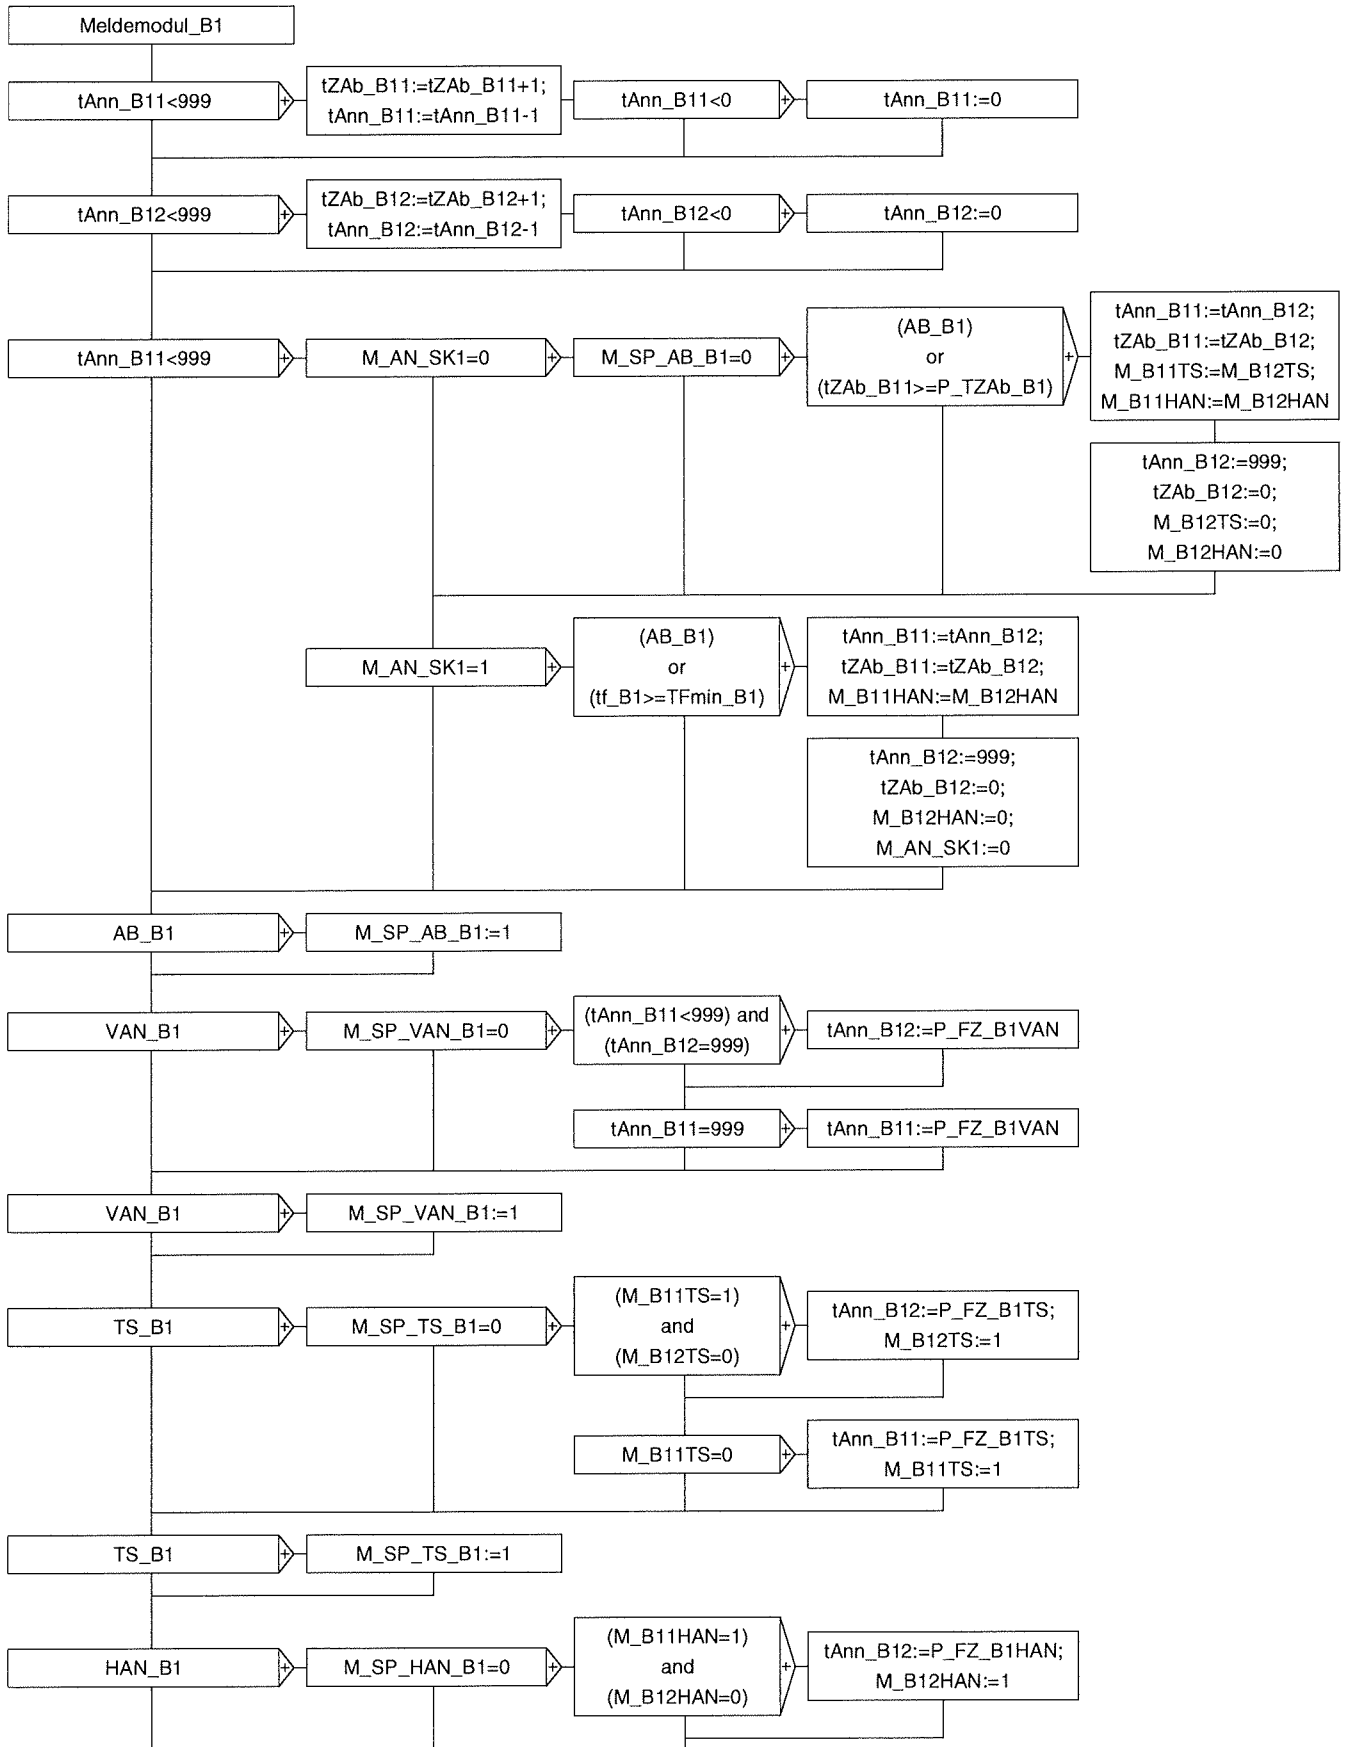 Meldemodul_B1
tAnn_B11<999
+
tZAb_B11:=tZAb_B11+1;
tAnn_B11:=tAnn_B11-1
tAnn_B11<0
+
tAnn_B11:=0
tAnn_B12<999
+
tZAb_B12:=tZAb_B12+1;
tAnn_B12:=tAnn_B12-1
tAnn_B12<0
+
tAnn_B12:=0
tAnn_B11<999
+
M_AN_SK1=0
+
M_SP_AB_B1=0
+
(AB_B1)
or
(tZAb_B11>=P_TZAb_B1)
+
tAnn_B11:=tAnn_B12;
tZAb_B11:=tZAb_B12;
M_B11TS:=M_B12TS;
M_B11HAN:=M_B12HAN
tAnn_B12:=999;
tZAb_B12:=0;
M_B12TS:=0;
M_B12HAN:=0
M_AN_SK1=1
+
(AB_B1)
or
(tf_B1>=TFmin_B1)
+
tAnn_B11:=tAnn_B12;
tZAb_B11:=tZAb_B12;
M_B11HAN:=M_B12HAN
tAnn_B12:=999;
tZAb_B12:=0;
M_B12HAN:=0;
M_AN_SK1:=0
AB_B1
+
M_SP_AB_B1:=1
VAN_B1
+
M_SP_VAN_B1=0
+
(tAnn_B11<999) and
(tAnn_B12=999)
+
tAnn_B12:=P_FZ_B1VAN
tAnn_B11=999
+
tAnn_B11:=P_FZ_B1VAN
VAN_B1
+
M_SP_VAN_B1:=1
TS_B1
+
M_SP_TS_B1=0
+
(M_B11TS=1)
and
(M_B12TS=0)
+
tAnn_B12:=P_FZ_B1TS;
M_B12TS:=1
M_B11TS=0
+
tAnn_B11:=P_FZ_B1TS;
M_B11TS:=1
TS_B1
+
M_SP_TS_B1:=1
HAN_B1
+
M_SP_HAN_B1=0
+
(M_B11HAN=1)
and
(M_B12HAN=0)
+
tAnn_B12:=P_FZ_B1HAN;
M_B12HAN:=1